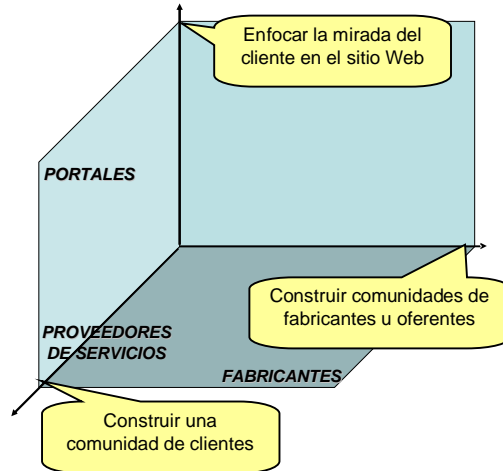 Enfocar la mirada del
cliente en el sitio Web
PORTALES
Construir comunidades de
fabricantes u oferentes
PROVEEDORES
DE SERVICIOS
FABRICANTES
Construir una
comunidad de clientes